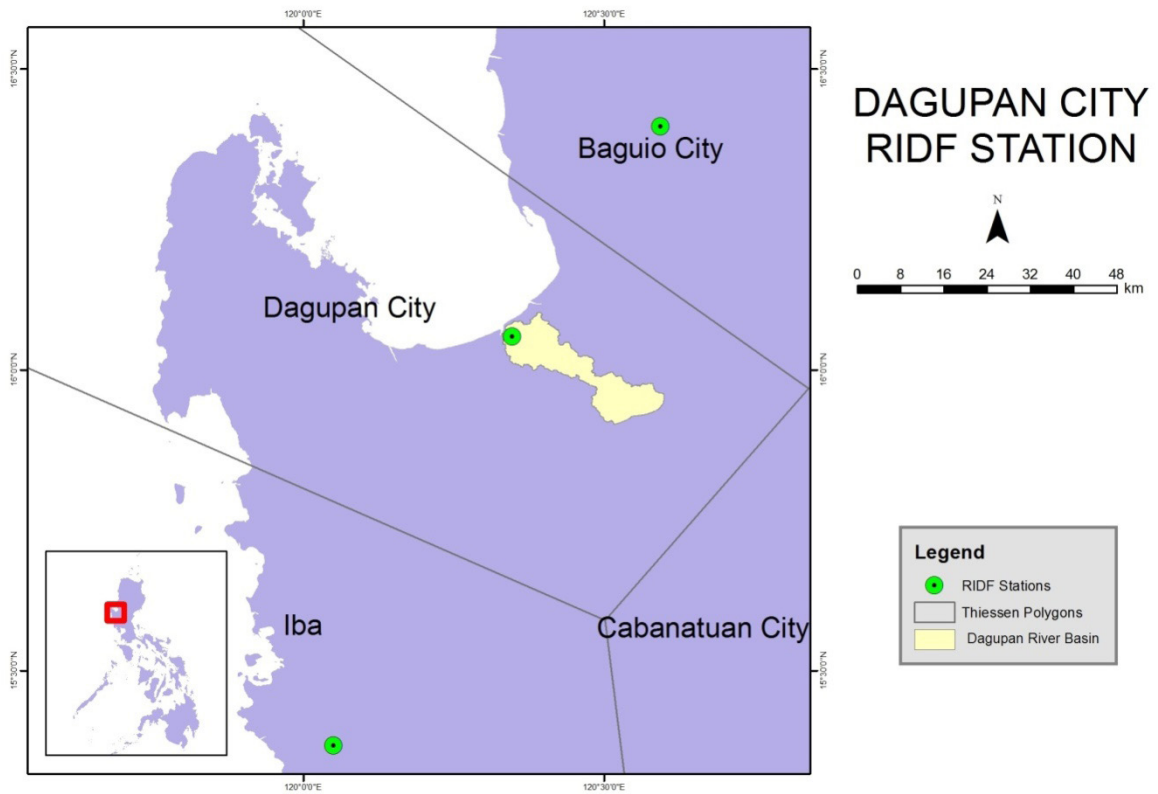 120°0'0"E 120°30'0"E
16°30'0"N 16°30'0"N
DAGUPAN CITY
RIDF STATION
Baguio City
N
0 8 16 24 32 40 48
km
Dagupan City
16°0'0"N 16°0'0"N
Legend
RIDF Stations
Thiessen Polygons
Dagupan River Basin
Iba
Cabanatuan City
15°30'0"N 15°30'0"N
120°0'0"E 120°30'0"E